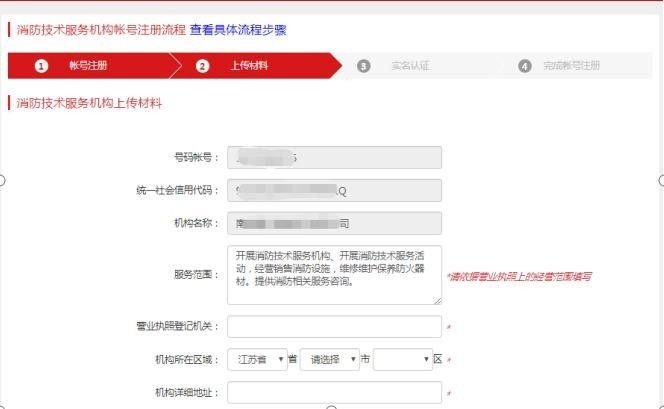 消防技术服务机构帐号注册流程 查看具体流程步骤
1 帐号注册 2 上传材料 3 实名认证 4 完成帐号注册
消防技术服务机构上传材料
号码帐号：
统一社会信用代码： Q
机构名称： 南 司
服务范围： 开展消防技术服务机构、开展消防技术服务活
动，经营销售消防设施，维修维护保养防火器
材。提供消防相关服务咨询。
*请依据营业执照上的经营范围填写
营业执照登记机关： *
机构所在区域： 江苏省 省 请选择 市 区 *
机构详细地址： *